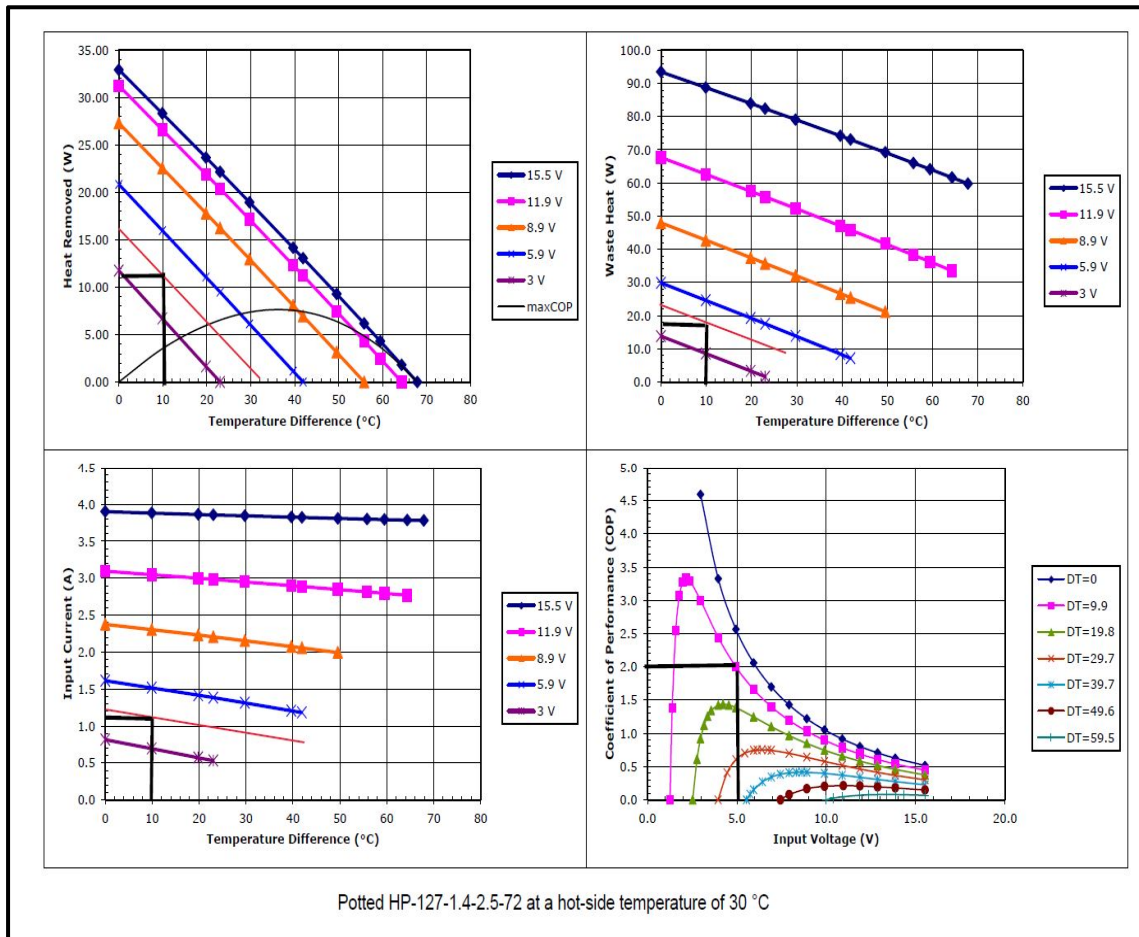 35.00
30.00
25.00
20.00
15.00
10.00
5.00
0.00
Heat Removed (W)
0 10 20 30 40 50 60 70 80
Temperature Difference (°C)
15.5 V
11.9 V
8.9 V
5.9 V
3 V
maxCOP
100.0
90.0
80.0
70.0
60.0
50.0
40.0
30.0
20.0
10.0
0.0
Waste Heat (W)
0 10 20 30 40 50 60 70 80
Temperature Difference (°C)
15.5 V
11.9 V
8.9 V
5.9 V
3 V
4.5
4.0
3.5
3.0
2.5
2.0
1.5
1.0
0.5
0.0
Input Current (A)
0 10 20 30 40 50 60 70 80
Temperature Difference (°C)
15.5 V
11.9 V
8.9 V
5.9 V
3 V
5.0
4.5
4.0
3.5
3.0
2.5
2.0
1.5
1.0
0.5
0.0
Coefficient of Performance (COP)
0.0 5.0 10.0 15.0 20.0
Input Voltage (V)
DT=0
DT=9.9
DT=19.8
DT=29.7
DT=39.7
DT=49.6
DT=59.5
Potted HP-127-1.4-2.5-72 at a hot-side temperature of 30 °C